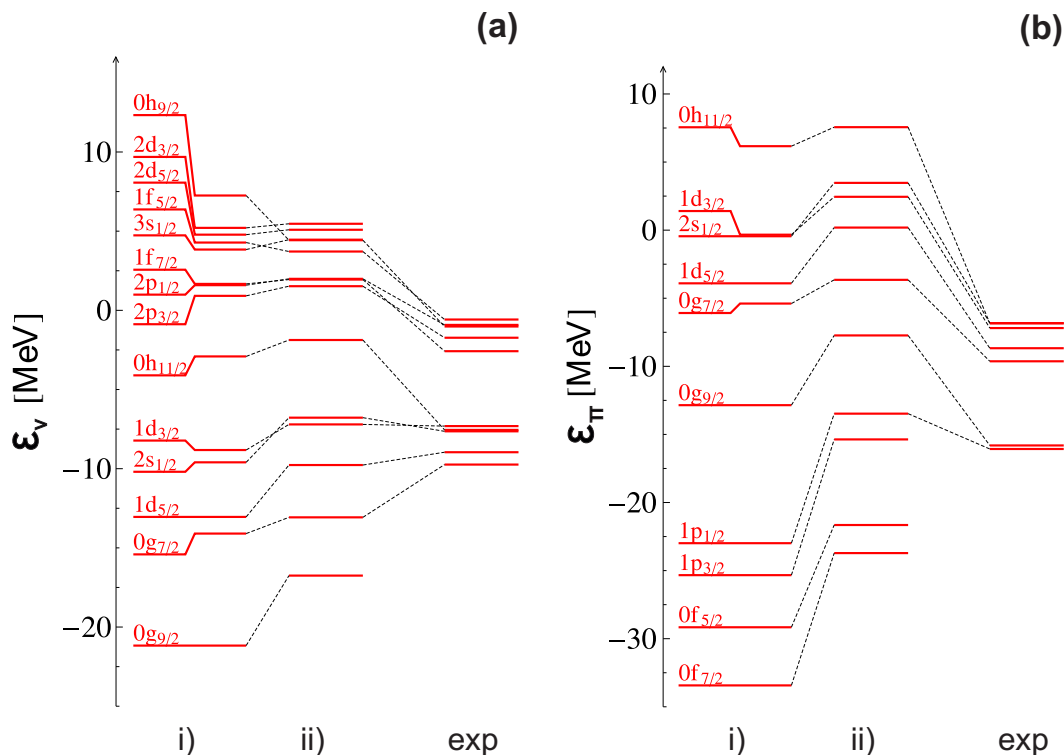 (a)
(b)
ε_ν [MeV]
10
0
−10
−20
0h9/2
2d3/2
2d5/2
1f5/2
3s1/2
1f7/2
2p1/2
2p3/2
0h11/2
1d3/2
2s1/2
1d5/2
0g7/2
0g9/2
i) ii) exp
ε_π [MeV]
10
0
−10
−20
−30
0h11/2
1d3/2
2s1/2
1d5/2
0g7/2
0g9/2
1p1/2
1p3/2
0f5/2
0f7/2
i) ii) exp